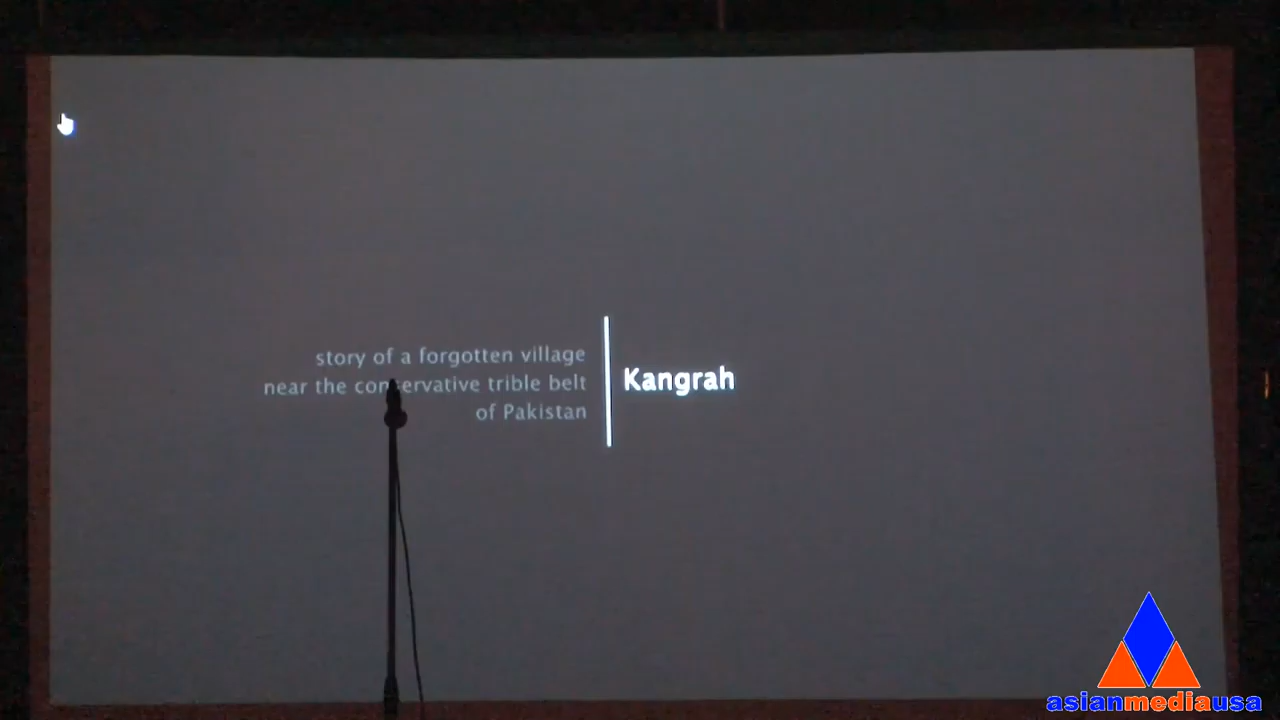 story of a forgotten village
near the conservative trible belt
of Pakistan
Kangrah
asianmediausa